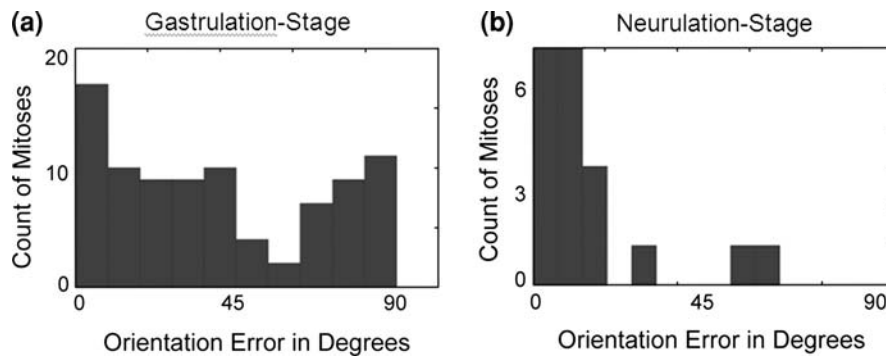 (a)
Gastrulation-Stage
20
10
0
Count of Mitoses
0 45 90
Orientation Error in Degrees
(b)
Neurulation-Stage
6
3
0
Count of Mitoses
0 45 90
Orientation Error in Degrees